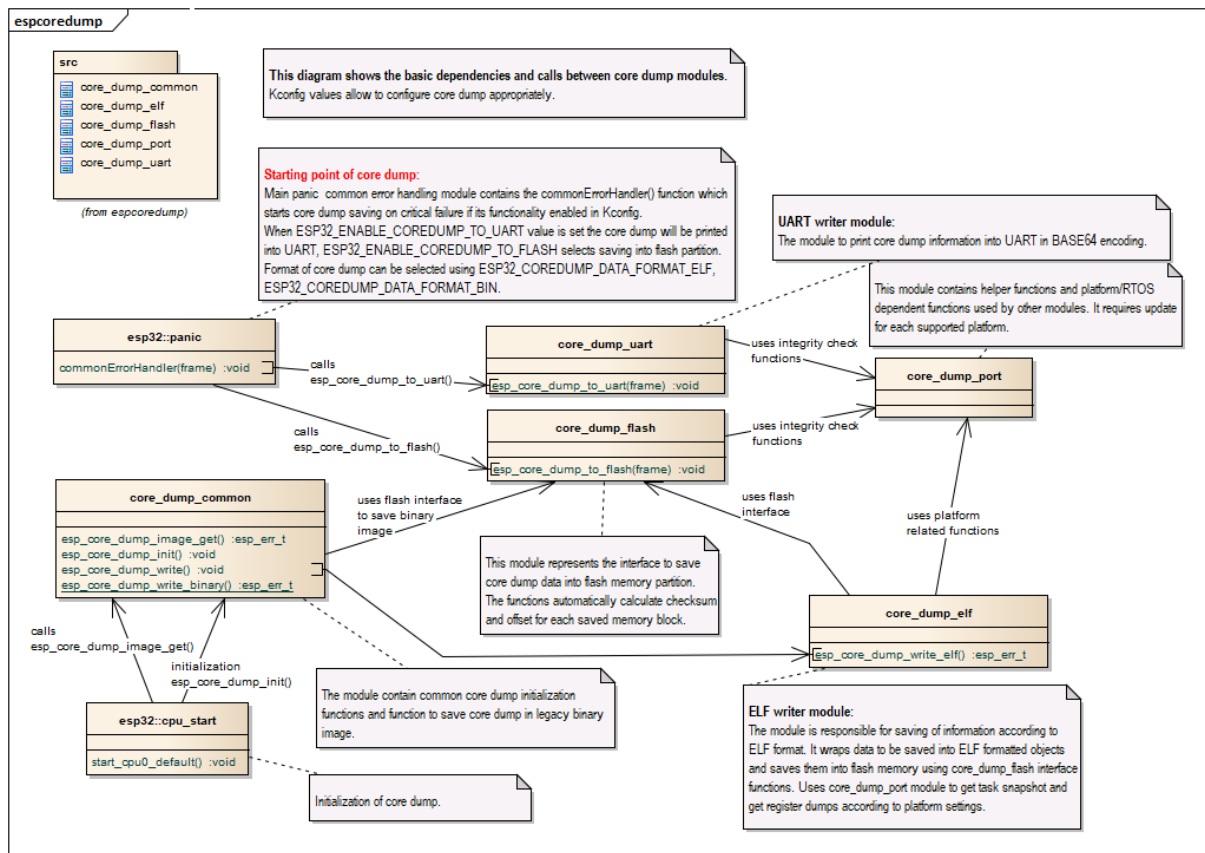 espcoredump
src
core_dump_common
core_dump_elf
core_dump_flash
core_dump_port
core_dump_uart
(from espcoredump)
This diagram shows the basic dependencies and calls between core dump modules.
Kconfig values allow to configure core dump appropriately.
Starting point of core dump:
Main panic common error handling module contains the commonErrorHandler() function which
starts core dump saving on critical failure if its functionality enabled in Kconfig.
When ESP32_ENABLE_COREDUMP_TO_UART value is set the core dump will be printed
into UART, ESP32_ENABLE_COREDUMP_TO_FLASH selects saving into flash partition.
Format of core dump can be selected using ESP32_COREDUMP_DATA_FORMAT_ELF,
ESP32_COREDUMP_DATA_FORMAT_BIN.
UART writer module:
The module to print core dump information into UART in BASE64 encoding.
This module contains helper functions and platform/RTOS
dependent functions used by other modules. It requires update
for each supported platform.
esp32::panic
commonErrorHandler(frame) :void
calls
esp_core_dump_to_uart()
core_dump_uart
esp_core_dump_to_uart(frame) :void
uses integrity check
functions
core_dump_port
calls
esp_core_dump_to_flash()
core_dump_flash
esp_core_dump_to_flash(frame) :void
uses integrity check
functions
core_dump_common
esp_core_dump_image_get() :esp_err_t
esp_core_dump_init() :void
esp_core_dump_write() :void
esp_core_dump_write_binary() :esp_err_t
uses flash interface
to save binary
image
uses flash
interface
uses platform
related functions
This module represents the interface to save
core dump data into flash memory partition.
The functions automatically calculate checksum
and offset for each saved memory block.
core_dump_elf
esp_core_dump_write_elf() :esp_err_t
calls
esp_core_dump_image_get()
initialization
esp_core_dump_init()
The module contain common core dump initialization
functions and function to save core dump in legacy binary
image.
esp32::cpu_start
start_cpu0_default() :void
Initialization of core dump.
ELF writer module:
The module is responsible for saving of information according to
ELF format. It wraps data to be saved into ELF formatted objects
and saves them into flash memory using core_dump_flash interface
functions. Uses core_dump_port module to get task snapshot and
get register dumps according to platform settings.